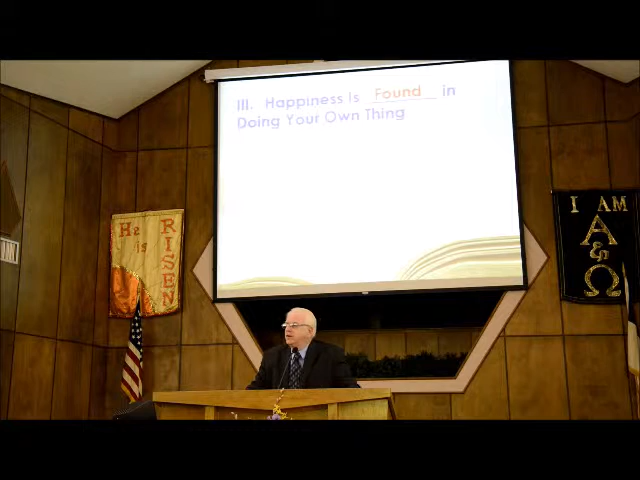 III. Happiness Is Found in
Doing Your Own Thing
He
is
RISEN
I AM
Α
&
Ω